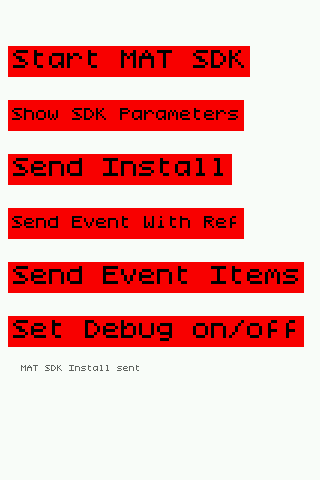 Start MAT SDK
Show SDK Parameters
Send Install
Send Event With Ref
Send Event Items
Set Debug on/off
MAT SDK Install sent